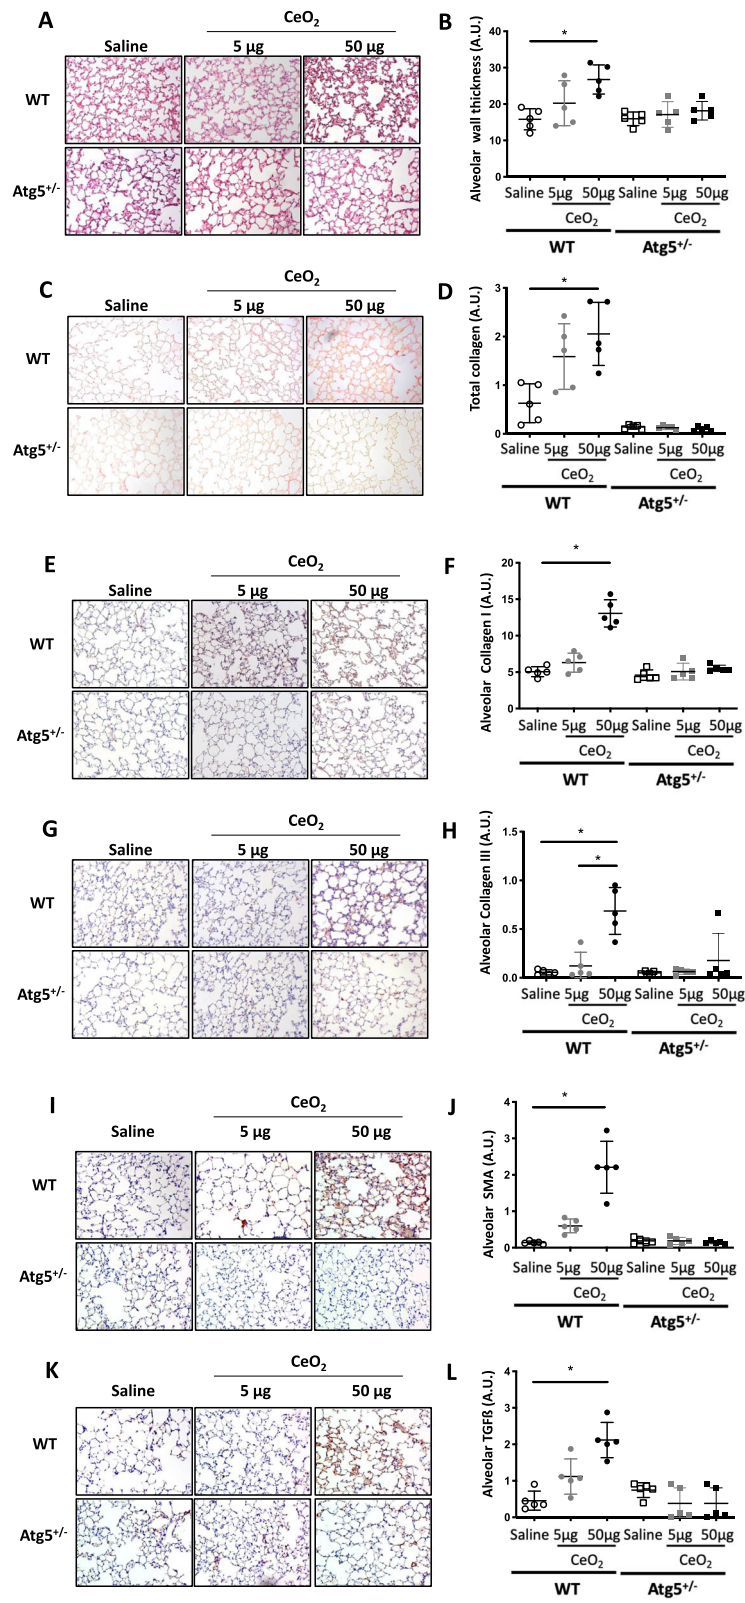 A
CeO2
Saline 5 µg 50 µg
WT
Atg5+/-
B
Alveolar wall thickness (A.U.)
40
30
20
10
0
*
Saline 5µg 50µg Saline 5µg 50µg
CeO2 CeO2
WT Atg5+/-
C
CeO2
Saline 5 µg 50 µg
WT
Atg5+/-
D
Total collagen (A.U.)
3
2
1
0
*
Saline 5µg 50µg Saline 5µg 50µg
CeO2 CeO2
WT Atg5+/-
E
CeO2
Saline 5 µg 50 µg
WT
Atg5+/-
F
Alveolar Collagen I (A.U.)
20
15
10
5
0
*
Saline 5µg 50µg Saline 5µg 50µg
CeO2 CeO2
WT Atg5+/-
G
CeO2
Saline 5 µg 50 µg
WT
Atg5+/-
H
Alveolar Collagen III (A.U.)
1.5
1.0
0.5
0.0
*
*
Saline 5µg 50µg Saline 5µg 50µg
CeO2 CeO2
WT Atg5+/-
I
CeO2
Saline 5 µg 50 µg
WT
Atg5+/-
J
Alveolar SMA (A.U.)
4
3
2
1
0
*
Saline 5µg 50µg Saline 5µg 50µg
CeO2 CeO2
WT Atg5+/-
K
CeO2
Saline 5 µg 50 µg
WT
Atg5+/-
L
Alveolar TGFß (A.U.)
4
3
2
1
0
*
Saline 5µg 50µg Saline 5µg 50µg
CeO2 CeO2
WT Atg5+/-